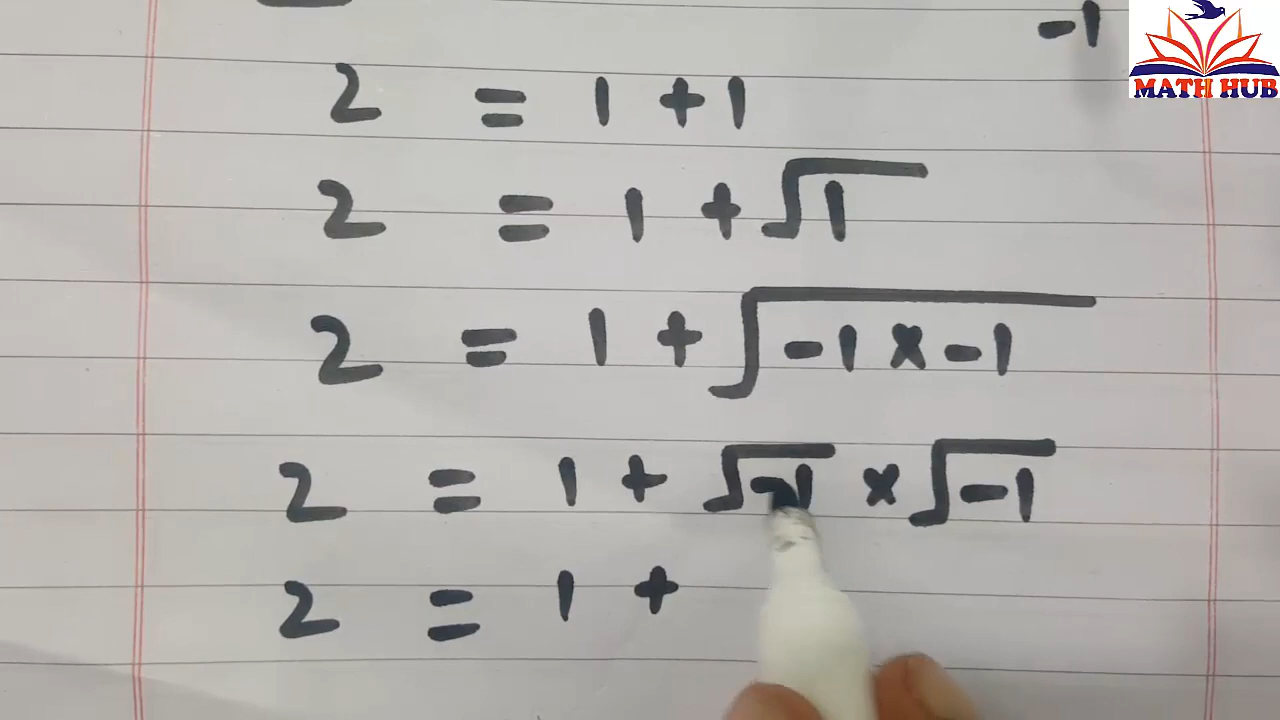 -1
MATH HUB
2 = 1 + 1
2 = 1 + √1
2 = 1 + √-1 × -1
2 = 1 + √-1 × √-1
2 = 1 +